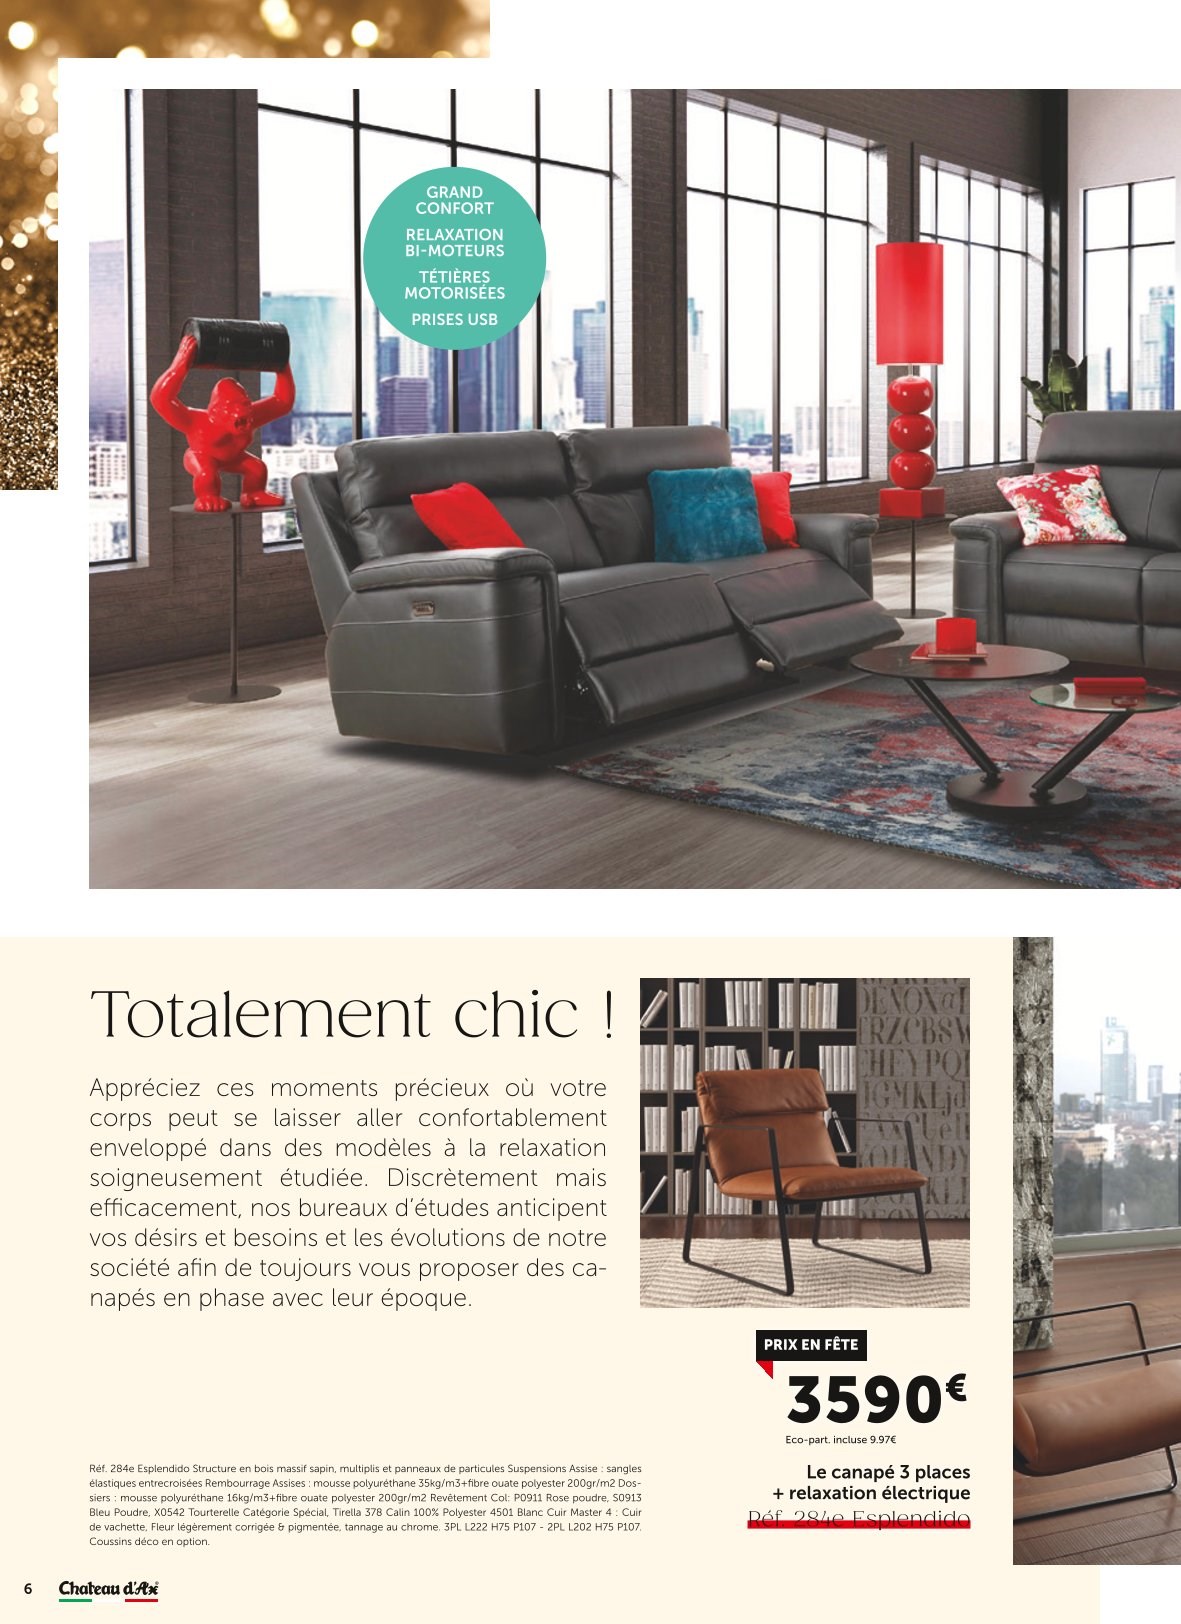 GRAND
CONFORT
RELAXATION
BI-MOTEURS
TÉTIÈRES
MOTORISÉES
PRISES USB
Totalement chic !
Appréciez ces moments précieux où votre
corps peut se laisser aller confortablement
enveloppé dans des modèles à la relaxation
soigneusement étudiée. Discrètement mais
efficacement, nos bureaux d'études anticipent
vos désirs et besoins et les évolutions de notre
société afin de toujours vous proposer des ca-
napés en phase avec leur époque.
PRIX EN FÊTE
3590€
Eco-part. incluse 9.97€
Le canapé 3 places
+ relaxation électrique
Réf. 284e Esplendido
Réf. 284e Esplendido Structure en bois massif sapin, multiplis et panneaux de particules Suspensions Assise : sangles
élastiques entrecroisées Rembourrage Assises : mousse polyuréthane 35kg/m3+fibre ouate polyester 200gr/m2 Dos-
siers : mousse polyuréthane 16kg/m3+fibre ouate polyester 200gr/m2 Revêtement Col: P0911 Rose poudre, S0913
Bleu Poudre, X0542 Tourterelle Catégorie Spécial, Tirella 378 Calin 100% Polyester 4501 Blanc Cuir Master 4 : Cuir
de vachette, Fleur légèrement corrigée & pigmentée, tannage au chrome. 3PL L222 H75 P107 - 2PL L202 H75 P107.
Coussins déco en option.
6 Chateau d'Ax